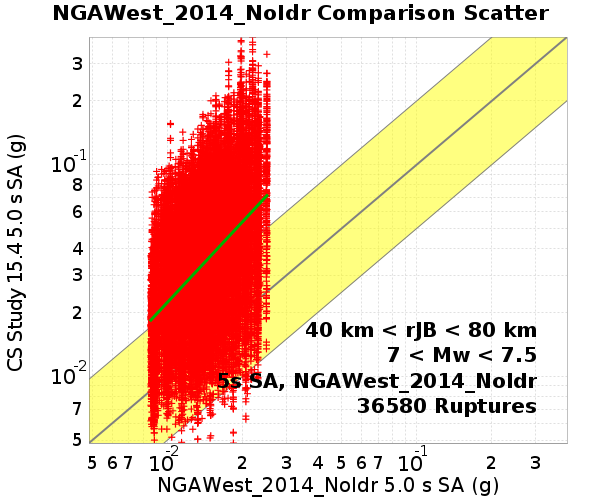 NGAWest_2014_NoIdr Comparison Scatter
CS Study 15.4 5.0 s SA (g)
3
2
10-1
8
6
4
3
2
10-2
7
5
40 km < rJB < 80 km
7 < Mw < 7.5
5s SA, NGAWest_2014_NoIdr
36580 Ruptures
5 6 7 10-2 2 3 4 5 6 7 10-1 2 3
NGAWest_2014_NoIdr 5.0 s SA (g)